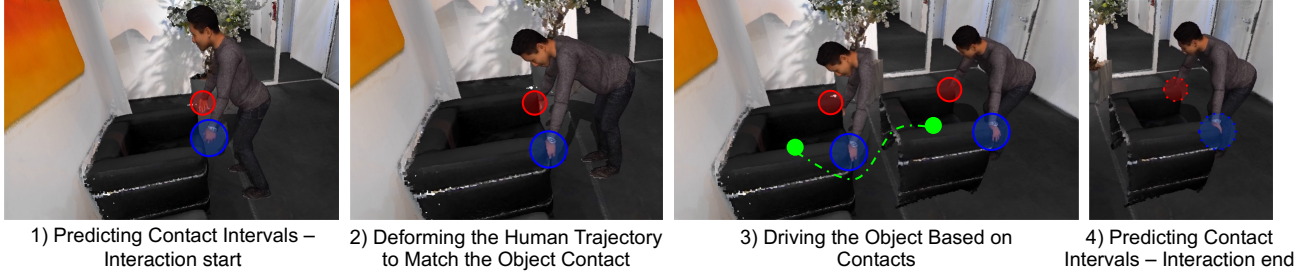 1) Predicting Contact Intervals –
Interaction start
2) Deforming the Human Trajectory
to Match the Object Contact
3) Driving the Object Based on
Contacts
4) Predicting Contact
Intervals – Interaction end